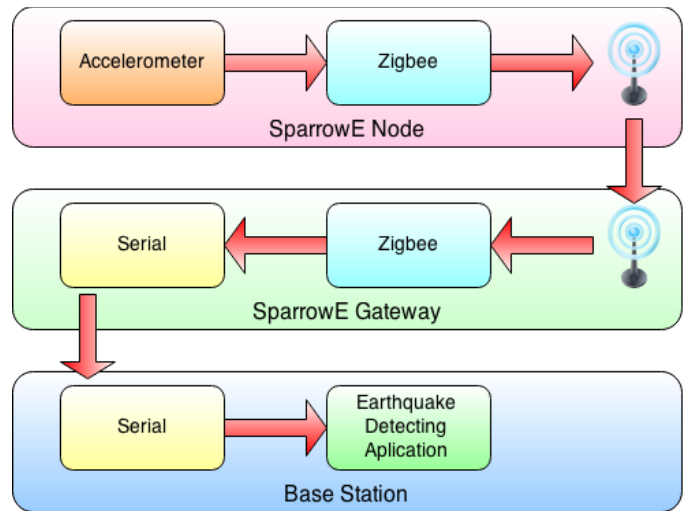 Accelerometer
Zigbee
SparrowE Node
Serial
Zigbee
SparrowE Gateway
Serial
Earthquake
Detecting
Aplication
Base Station